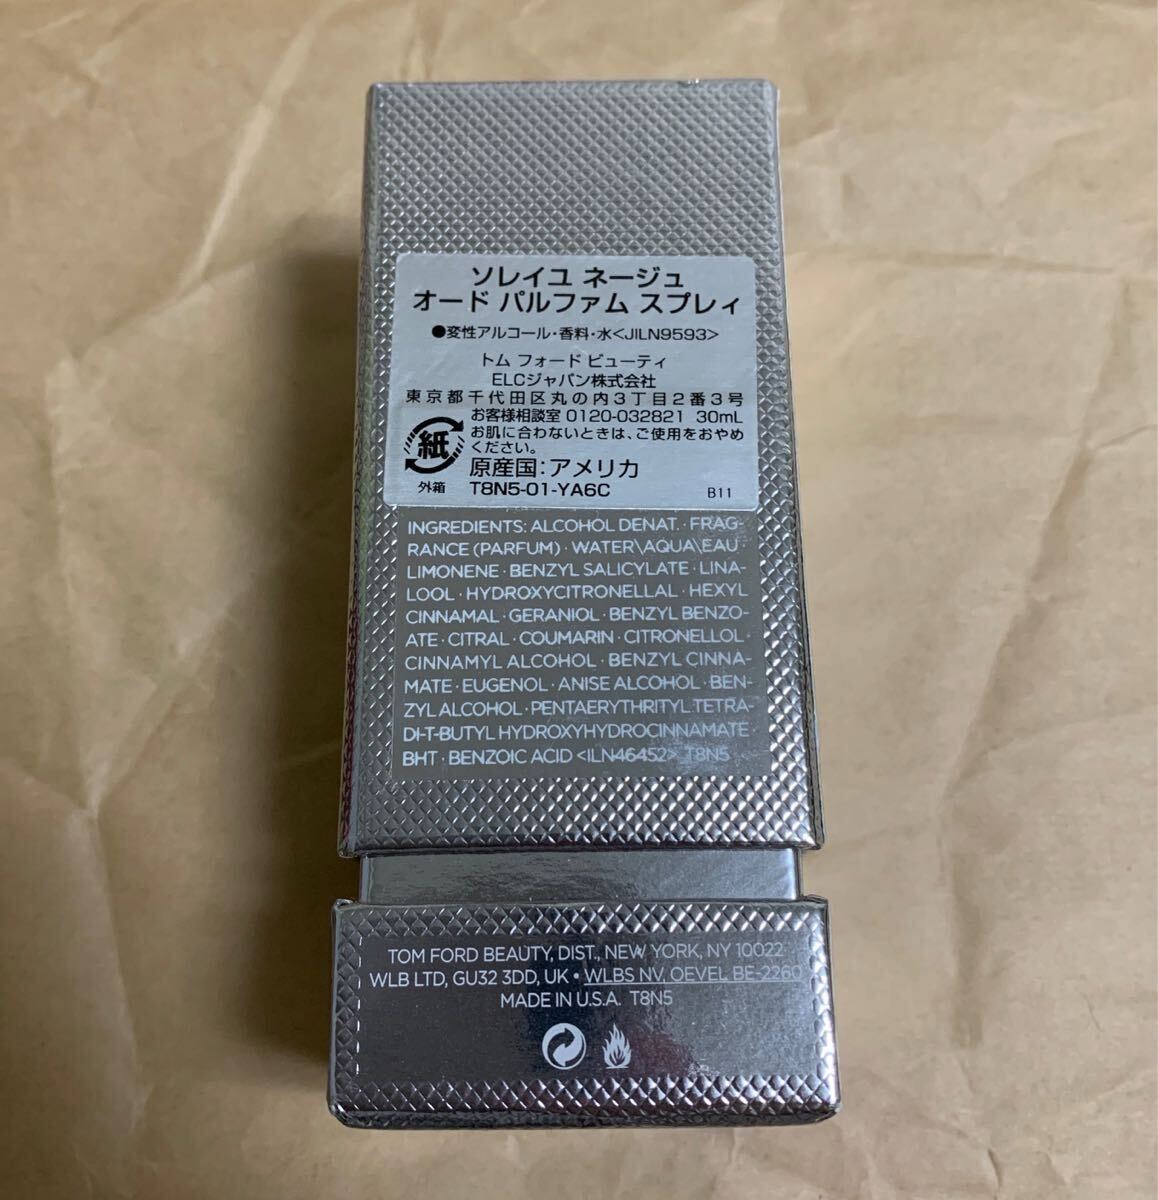 ソレイユ ネージュ
オード パルファム スプレィ
●変性アルコール・香料・水<JILN9593>
トム フォード ビューティ
ELCジャパン株式会社
東京都千代田区丸の内3丁目2番3号
お客様相談室 0120-032821 30mL
お肌に合わないときは、ご使用をおやめ
ください。
紙
原産国：アメリカ
外箱 T8N5-01-YA6C B11
INGREDIENTS: ALCOHOL DENAT. · FRAG-
RANCE (PARFUM) · WATER\AQUA\EAU ·
LIMONENE · BENZYL SALICYLATE · LINA-
LOOL · HYDROXYCITRONELLAL · HEXYL
CINNAMAL · GERANIOL · BENZYL BENZO-
ATE · CITRAL · COUMARIN · CITRONELLOL ·
CINNAMYL ALCOHOL · BENZYL CINNA-
MATE · EUGENOL · ANISE ALCOHOL · BEN-
ZYL ALCOHOL · PENTAERYTHRITYL TETRA-
DI-T-BUTYL HYDROXYHYDROCINNAMATE
BHT · BENZOIC ACID <ILN46452> T8N5
TOM FORD BEAUTY, DIST., NEW YORK, NY 10022
WLB LTD, GU32 3DD, UK • WLBS NV, OEVEL BE-2260
MADE IN U.S.A. T8N5